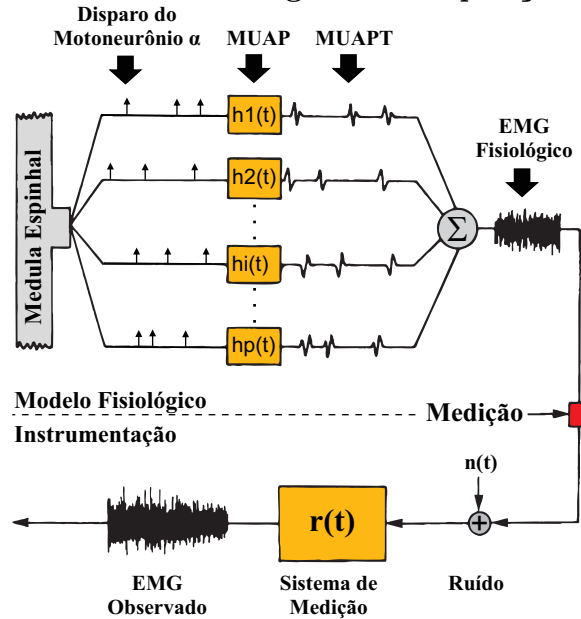 Disparo do
Motoneurônio α
MUAP
MUAPT
h1(t)
EMG
Fisiológico
h2(t)
Medula Espinhal
Σ
hi(t)
hp(t)
Modelo Fisiológico
Medição
Instrumentação
n(t)
r(t)
+
EMG
Observado
Sistema de
Medição
Ruído